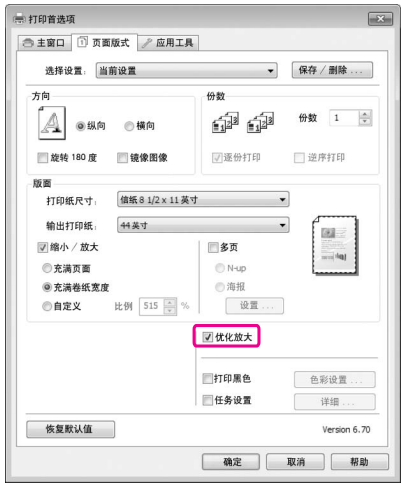 打印首选项
主窗口 页面版式 应用工具
选择设置: 当前设置 保存 / 删除 ...
方向 份数
纵向 横向 份数 1
旋转 180 度 镜像图像 逐份打印 逆序打印
版面
打印纸尺寸: 信纸 8 1/2 x 11 英寸
输出打印纸: 44 英寸
缩小 / 放大 多页
充满页面 N-up
充满卷纸宽度 海报
自定义 比例 515 % 设置 ...
优化放大
打印黑色 色彩设置 ...
任务设置 详细 ...
恢复默认值 Version 6.70
确定 取消 帮助